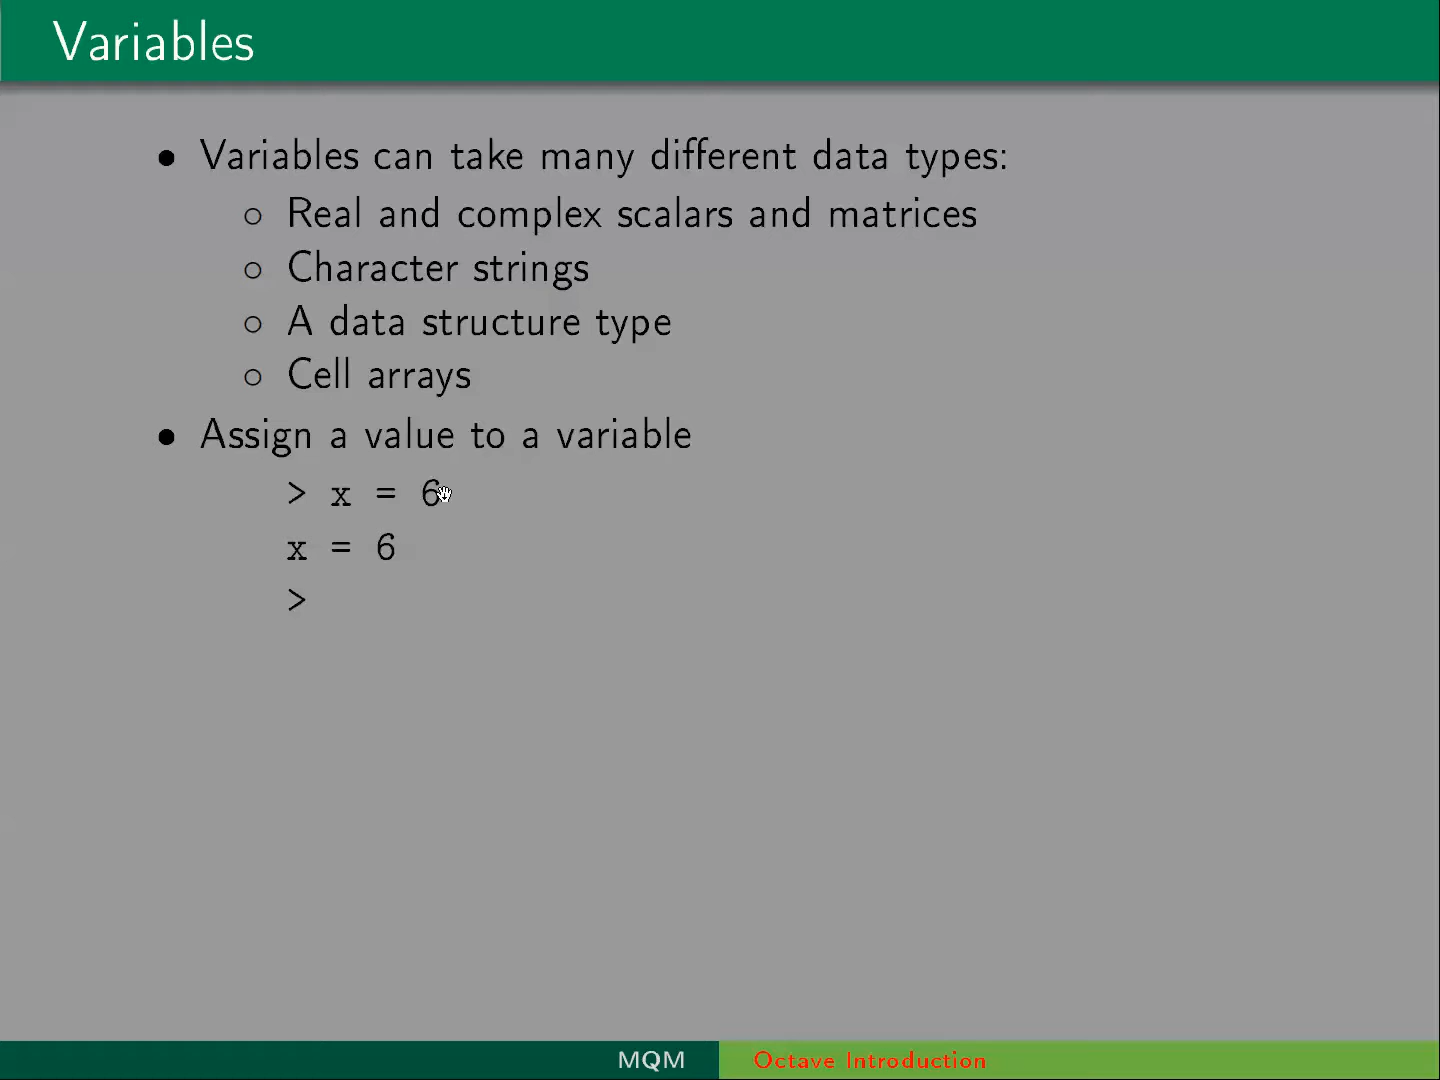 Variables
• Variables can take many different data types:
◦ Real and complex scalars and matrices
◦ Character strings
◦ A data structure type
◦ Cell arrays
• Assign a value to a variable
> x = 6
x = 6
>
MQM
Octave Introduction